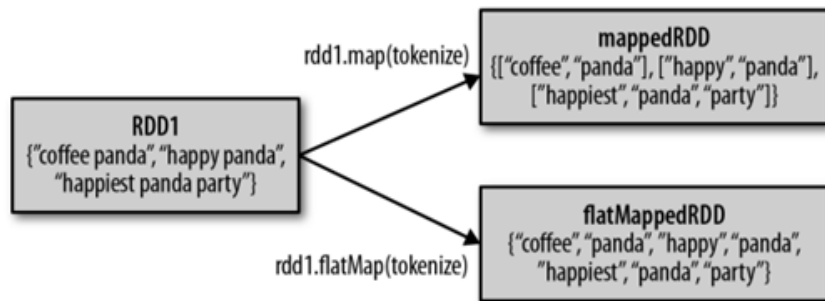 rdd1.map(tokenize)
mappedRDD
{["coffee","panda"], ["happy","panda"],
["happiest","panda","party"]}
RDD1
{"coffee panda", "happy panda",
"happiest panda party"}
rdd1.flatMap(tokenize)
flatMappedRDD
{"coffee","panda", "happy","panda",
"happiest","panda","party"}